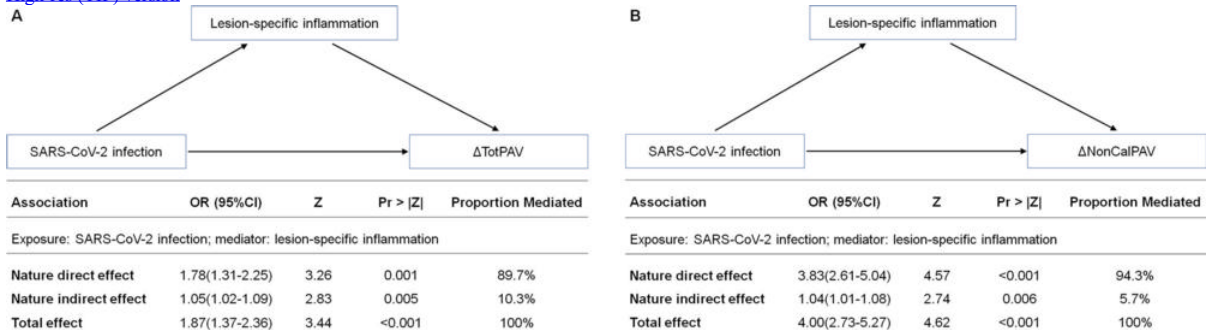 A
Lesion-specific inflammation
SARS-CoV-2 infection
ΔTotPAV
Association OR (95%CI) Z Pr > |Z| Proportion Mediated
Exposure: SARS-CoV-2 infection; mediator: lesion-specific inflammation
Nature direct effect 1.78(1.31-2.25) 3.26 0.001 89.7%
Nature indirect effect 1.05(1.02-1.09) 2.83 0.005 10.3%
Total effect 1.87(1.37-2.36) 3.44 <0.001 100%
B
Lesion-specific inflammation
SARS-CoV-2 infection
ΔNonCalPAV
Association OR (95%CI) Z Pr > |Z| Proportion Mediated
Exposure: SARS-CoV-2 infection; mediator: lesion-specific inflammation
Nature direct effect 3.83(2.61-5.04) 4.57 <0.001 94.3%
Nature indirect effect 1.04(1.01-1.08) 2.74 0.006 5.7%
Total effect 4.00(2.73-5.27) 4.62 <0.001 100%